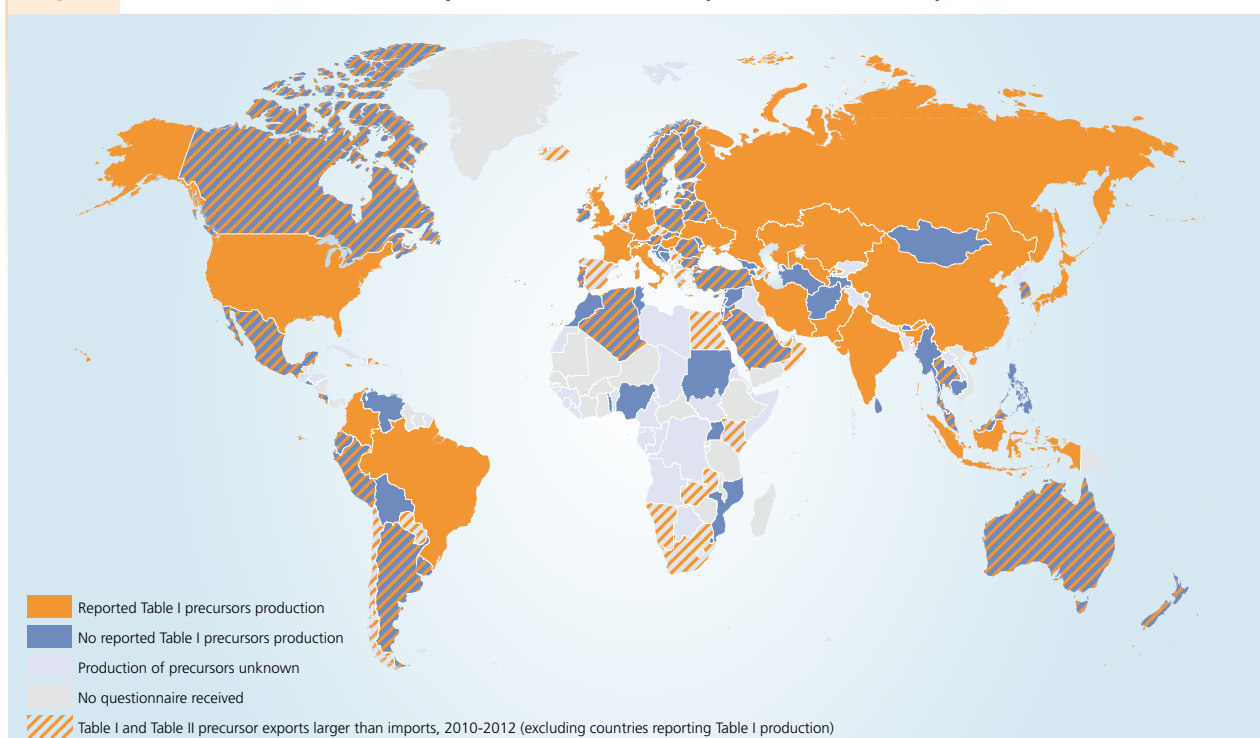 Reported Table I precursors production
No reported Table I precursors production
Production of precursors unknown
No questionnaire received
Table I and Table II precursor exports larger than imports, 2010-2012 (excluding countries reporting Table I production)